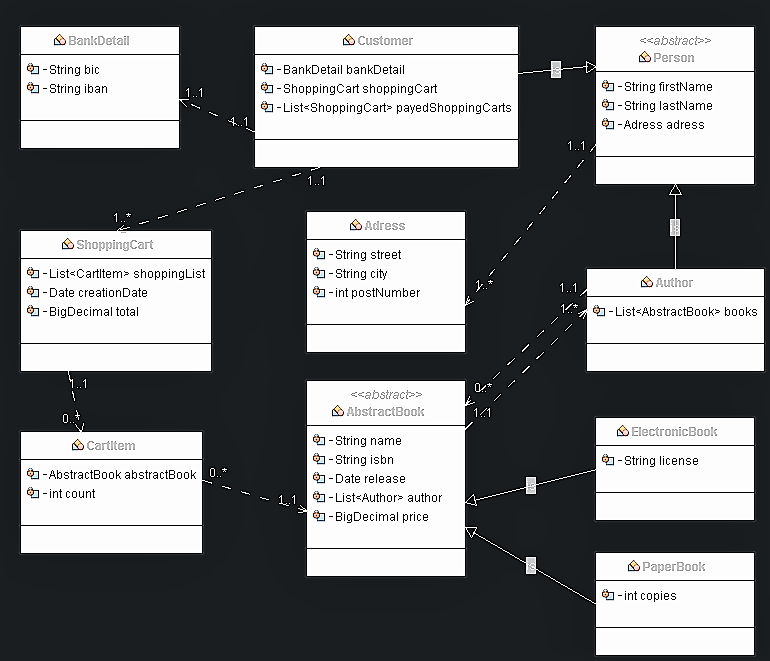 BankDetail
- String bic
- String iban
Customer
- BankDetail bankDetail
- ShoppingCart shoppingCart
- List<ShoppingCart> payedShoppingCarts
<<abstract>>
Person
- String firstName
- String lastName
- Adress adress
1..1
1..1
1..1
1..*
1..1
1..*
ShoppingCart
- List<CartItem> shoppingList
- Date creationDate
- BigDecimal total
Adress
- String street
- String city
- int postNumber
Author
- List<AbstractBook> books
1..1
1..*
0..*
1..1
1..1
0..*
<<abstract>>
AbstractBook
- String name
- String isbn
- Date release
- List<Author> author
- BigDecimal price
CartItem
- AbstractBook abstractBook
- int count
0..*
1..1
ElectronicBook
- String license
PaperBook
- int copies